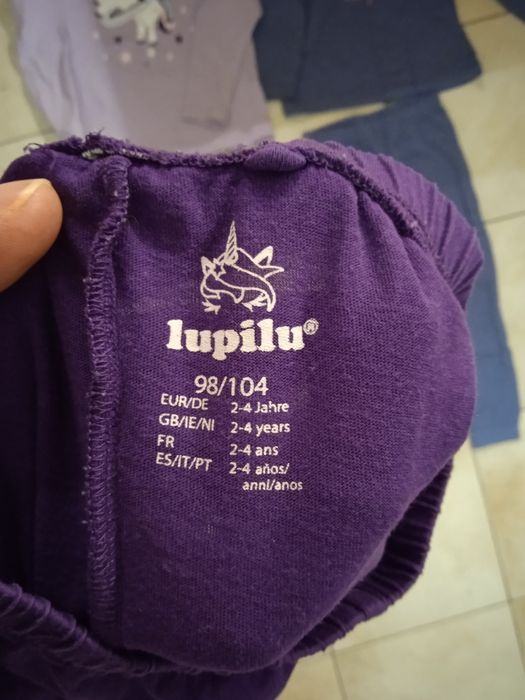 lupilu®
98/104
EUR/DE 2-4 Jahre
GB/IE/NI 2-4 years
FR 2-4 ans
ES/IT/PT 2-4 años/
anni/anos